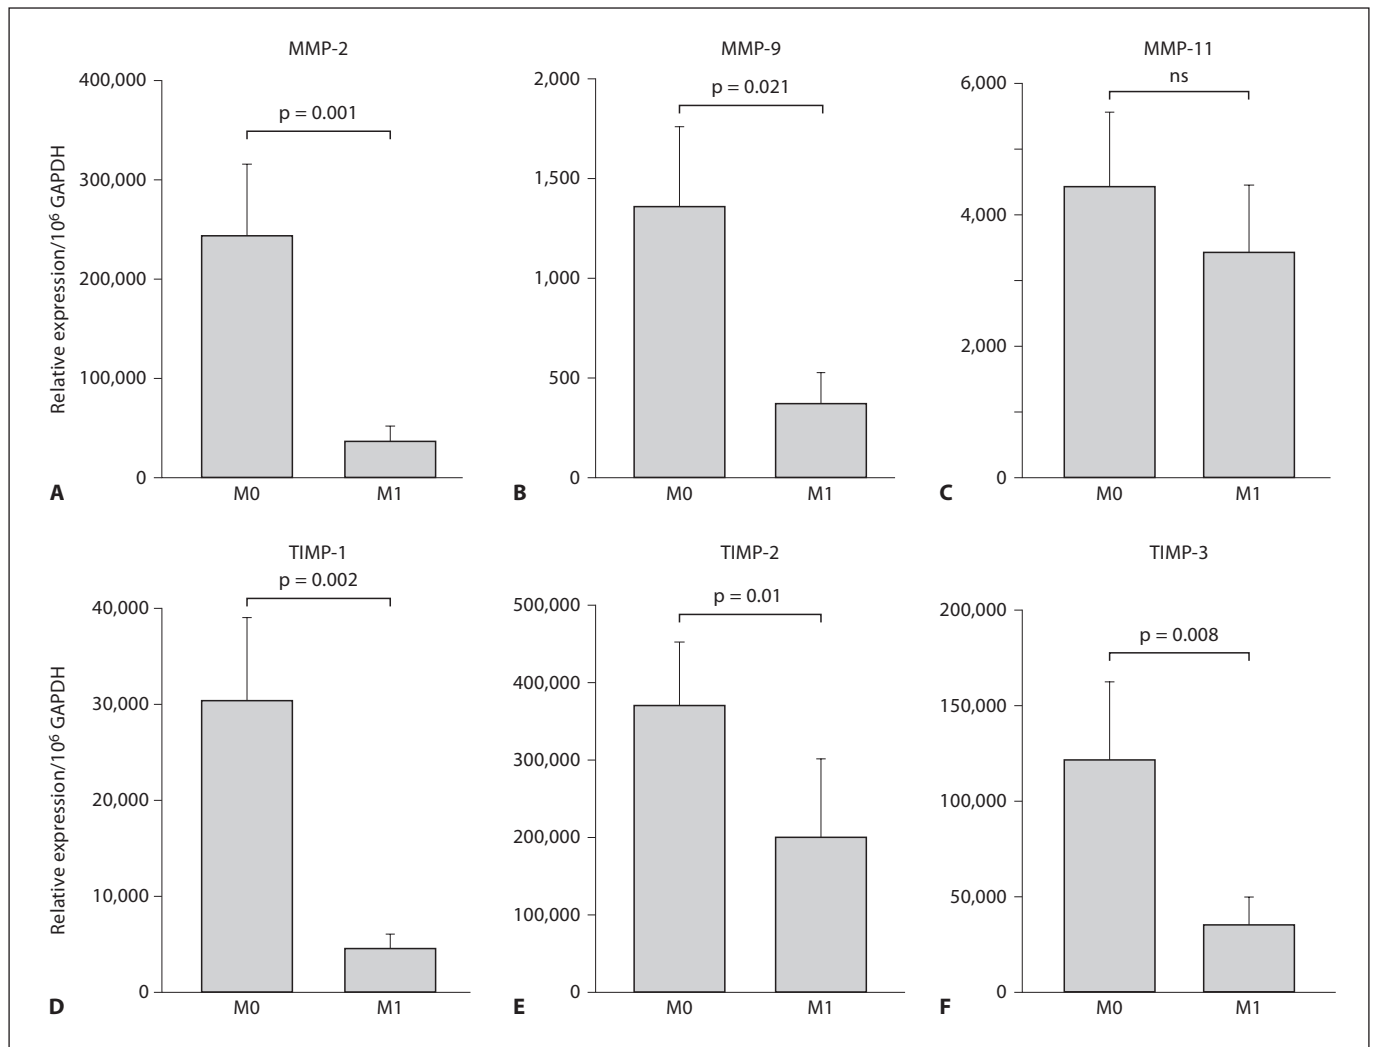 MMP-2
400,000
300,000
200,000
100,000
0
Relative expression/10⁶ GAPDH
p = 0.001
M0 M1
A
MMP-9
2,000
1,500
1,000
500
0
p = 0.021
M0 M1
B
MMP-11
6,000
4,000
2,000
0
ns
M0 M1
C
TIMP-1
40,000
30,000
20,000
10,000
0
Relative expression/10⁶ GAPDH
p = 0.002
M0 M1
D
TIMP-2
500,000
400,000
300,000
200,000
100,000
0
p = 0.01
M0 M1
E
TIMP-3
200,000
150,000
100,000
50,000
0
p = 0.008
M0 M1
F